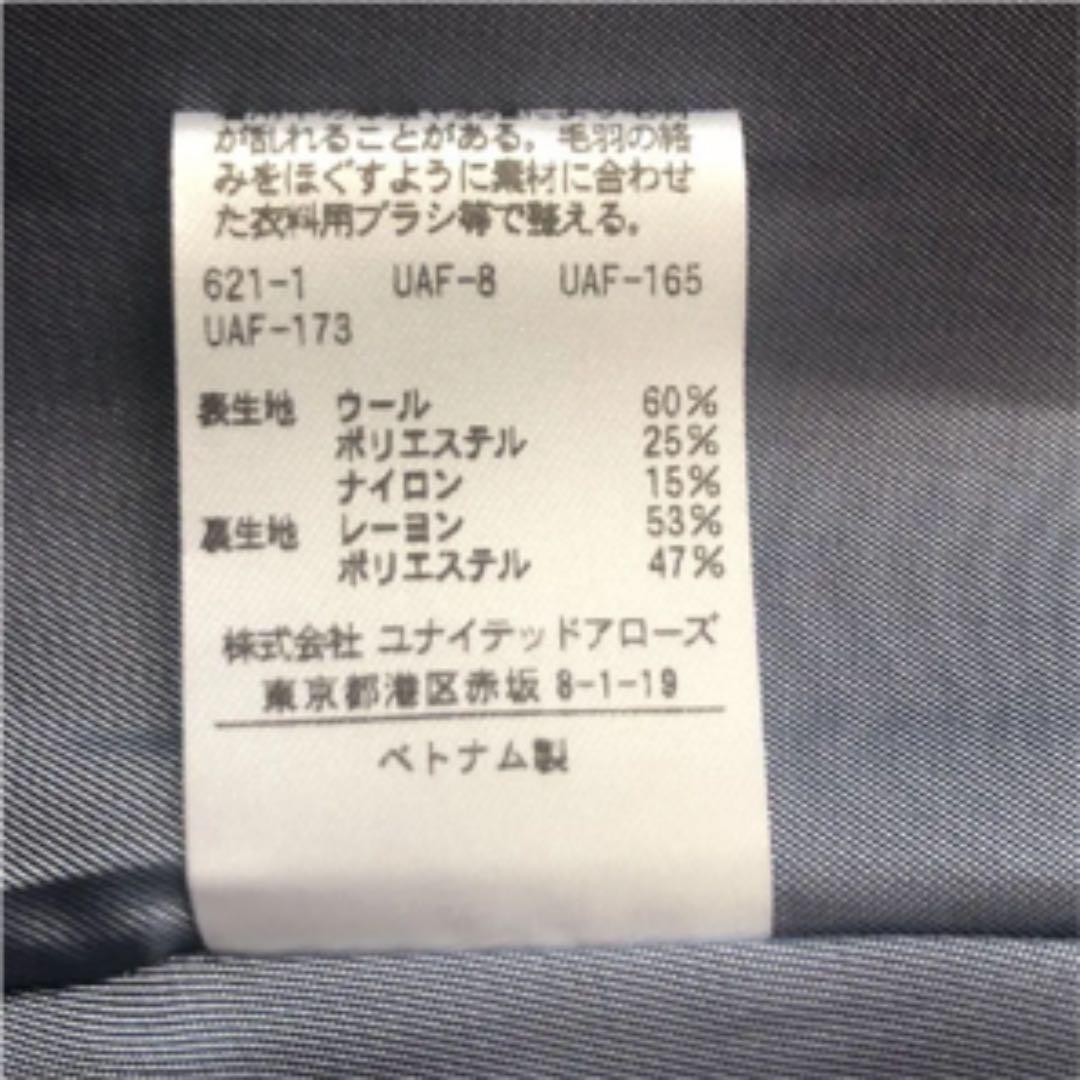 が乱れることがある。毛羽の絡
みをほぐすように素材に合わせ
た衣料用ブラシ等で整える。
621-1 UAF-8 UAF-165
UAF-173
表生地 ウール 60%
ポリエステル 25%
ナイロン 15%
裏生地 レーヨン 53%
ポリエステル 47%
株式会社 ユナイテッドアローズ
東京都港区赤坂 8-1-19
ベトナム製